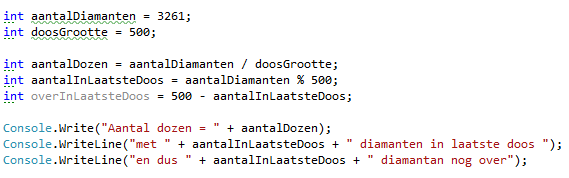 int aantalDiamanten = 3261;
int doosGrootte = 500;
int aantalDozen = aantalDiamanten / doosGrootte;
int aantalInLaatsteDoos = aantalDiamanten % 500;
int overInLaatsteDoos = 500 - aantalInLaatsteDoos;
Console.Write("Aantal dozen = " + aantalDozen);
Console.WriteLine("met " + aantalInLaatsteDoos + " diamanten in laatste doos ");
Console.WriteLine("en dus " + aantalInLaatsteDoos + " diamantan nog over");